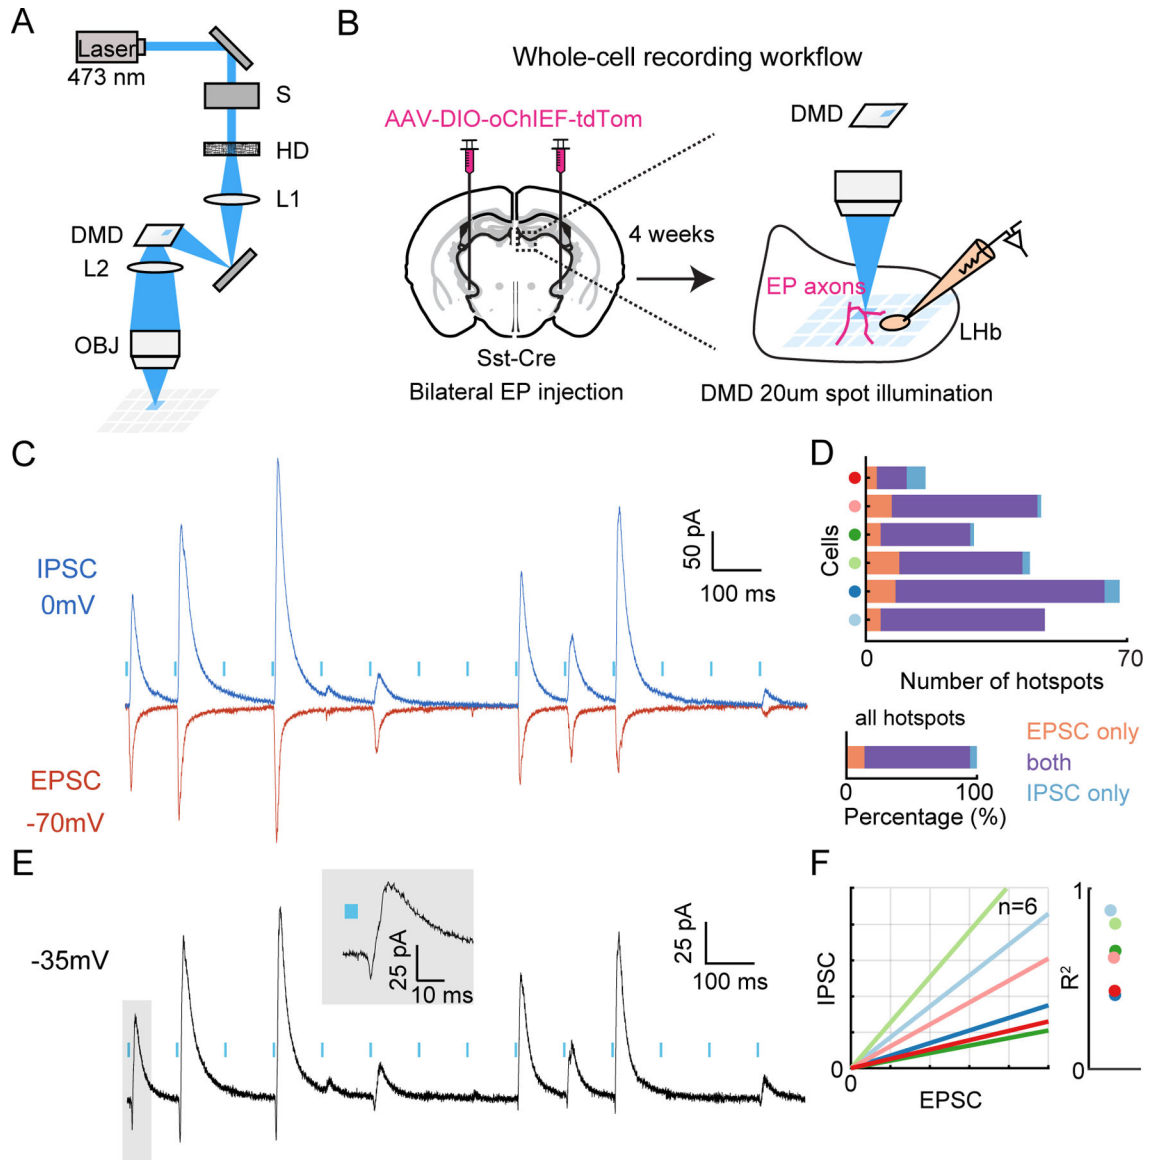 A
Laser
473 nm
S
HD
L1
DMD
L2
OBJ
B
Whole-cell recording workflow
AAV-DIO-oChIEF-tdTom
DMD
4 weeks
EP axons
LHb
Sst-Cre
Bilateral EP injection
DMD 20um spot illumination
C
IPSC
0mV
50 pA
100 ms
EPSC
-70mV
D
Cells
0
70
Number of hotspots
all hotspots
0
100
Percentage (%)
EPSC only
both
IPSC only
E
-35mV
25 pA
10 ms
25 pA
100 ms
F
n=6
IPSC
0
0
EPSC
1
R²
0